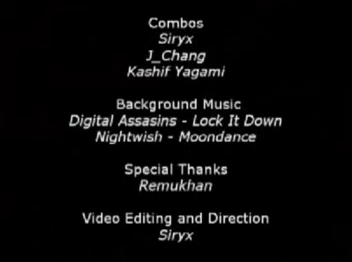 Combos
Siryx
J_Chang
Kashif Yagami
Background Music
Digital Assasins - Lock It Down
Nightwish - Moondance
Special Thanks
Remukhan
Video Editing and Direction
Siryx